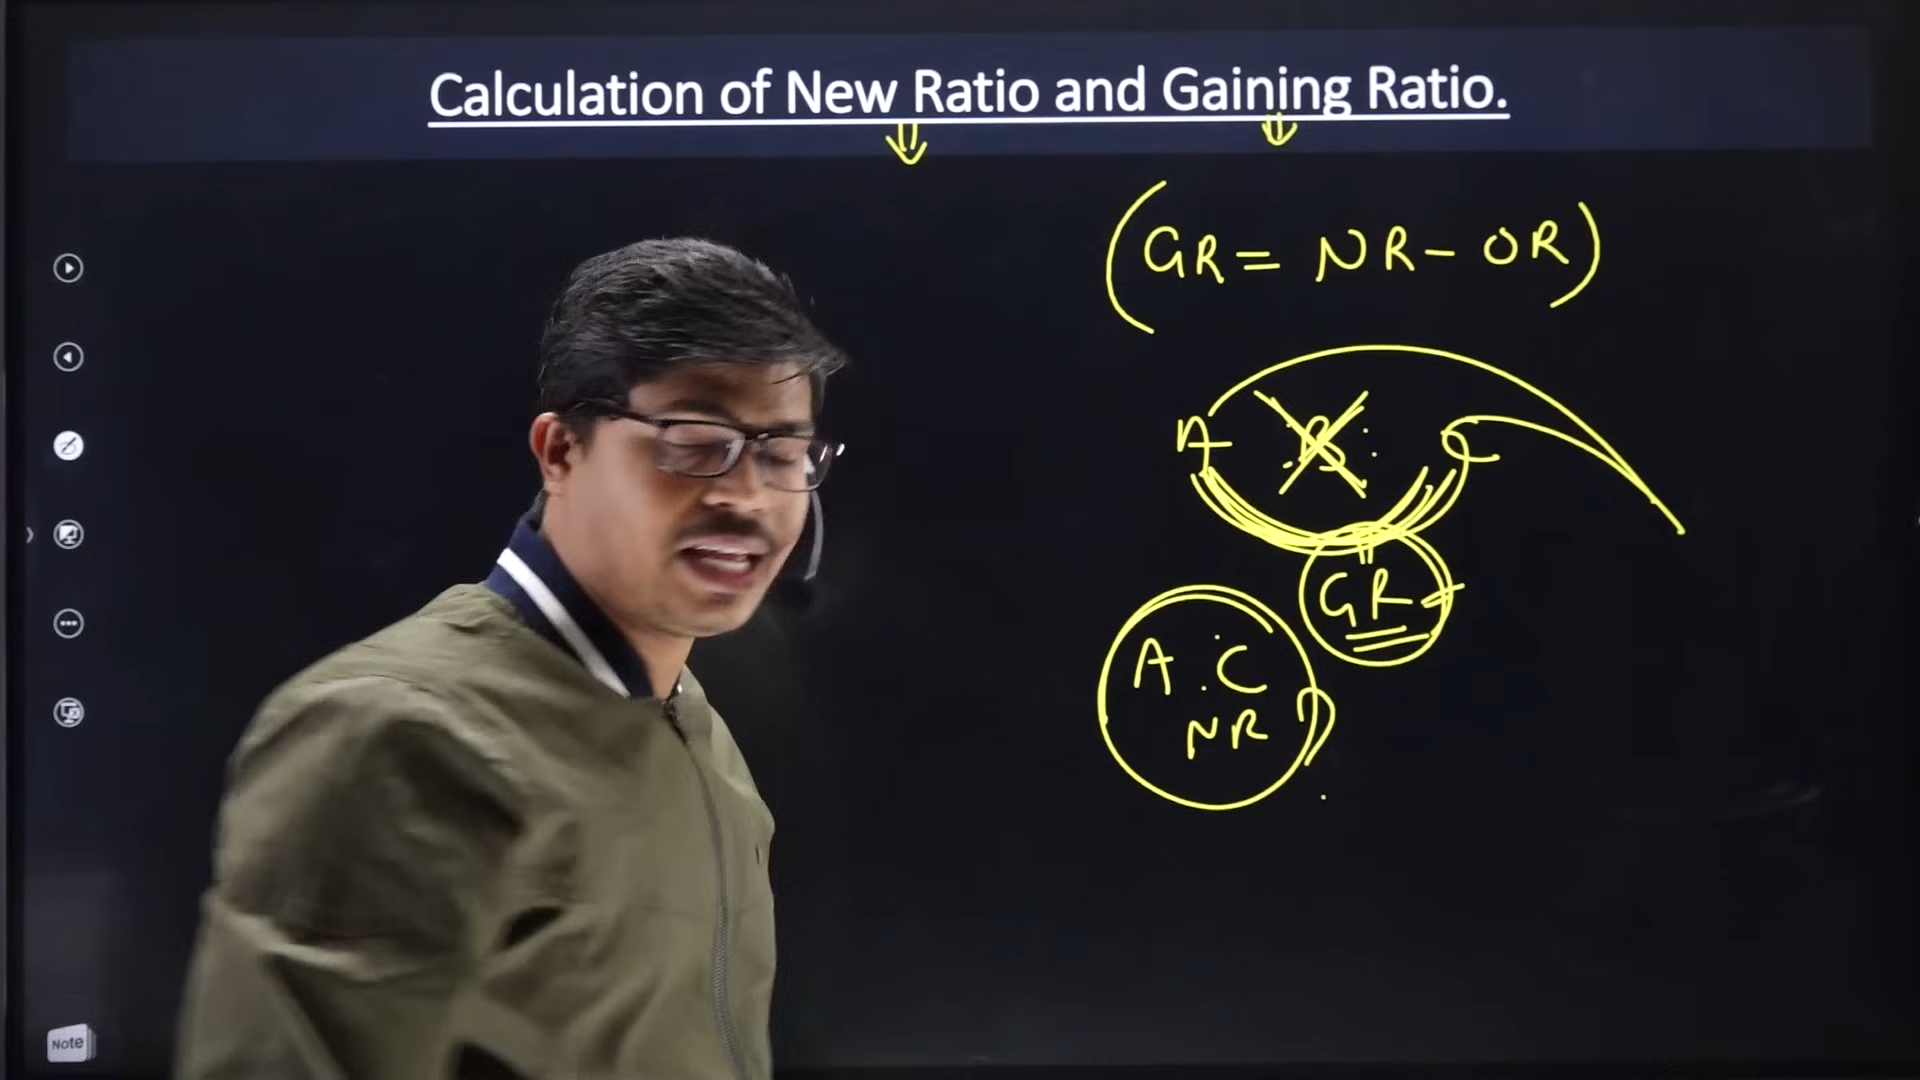 Calculation of New Ratio and Gaining Ratio.
(GR = NR - OR)
A B C
GR
A . C
NR
Note